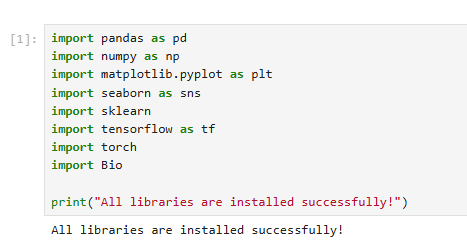 [1]:
import pandas as pd
import numpy as np
import matplotlib.pyplot as plt
import seaborn as sns
import sklearn
import tensorflow as tf
import torch
import Bio
print("All libraries are installed successfully!")
All libraries are installed successfully!